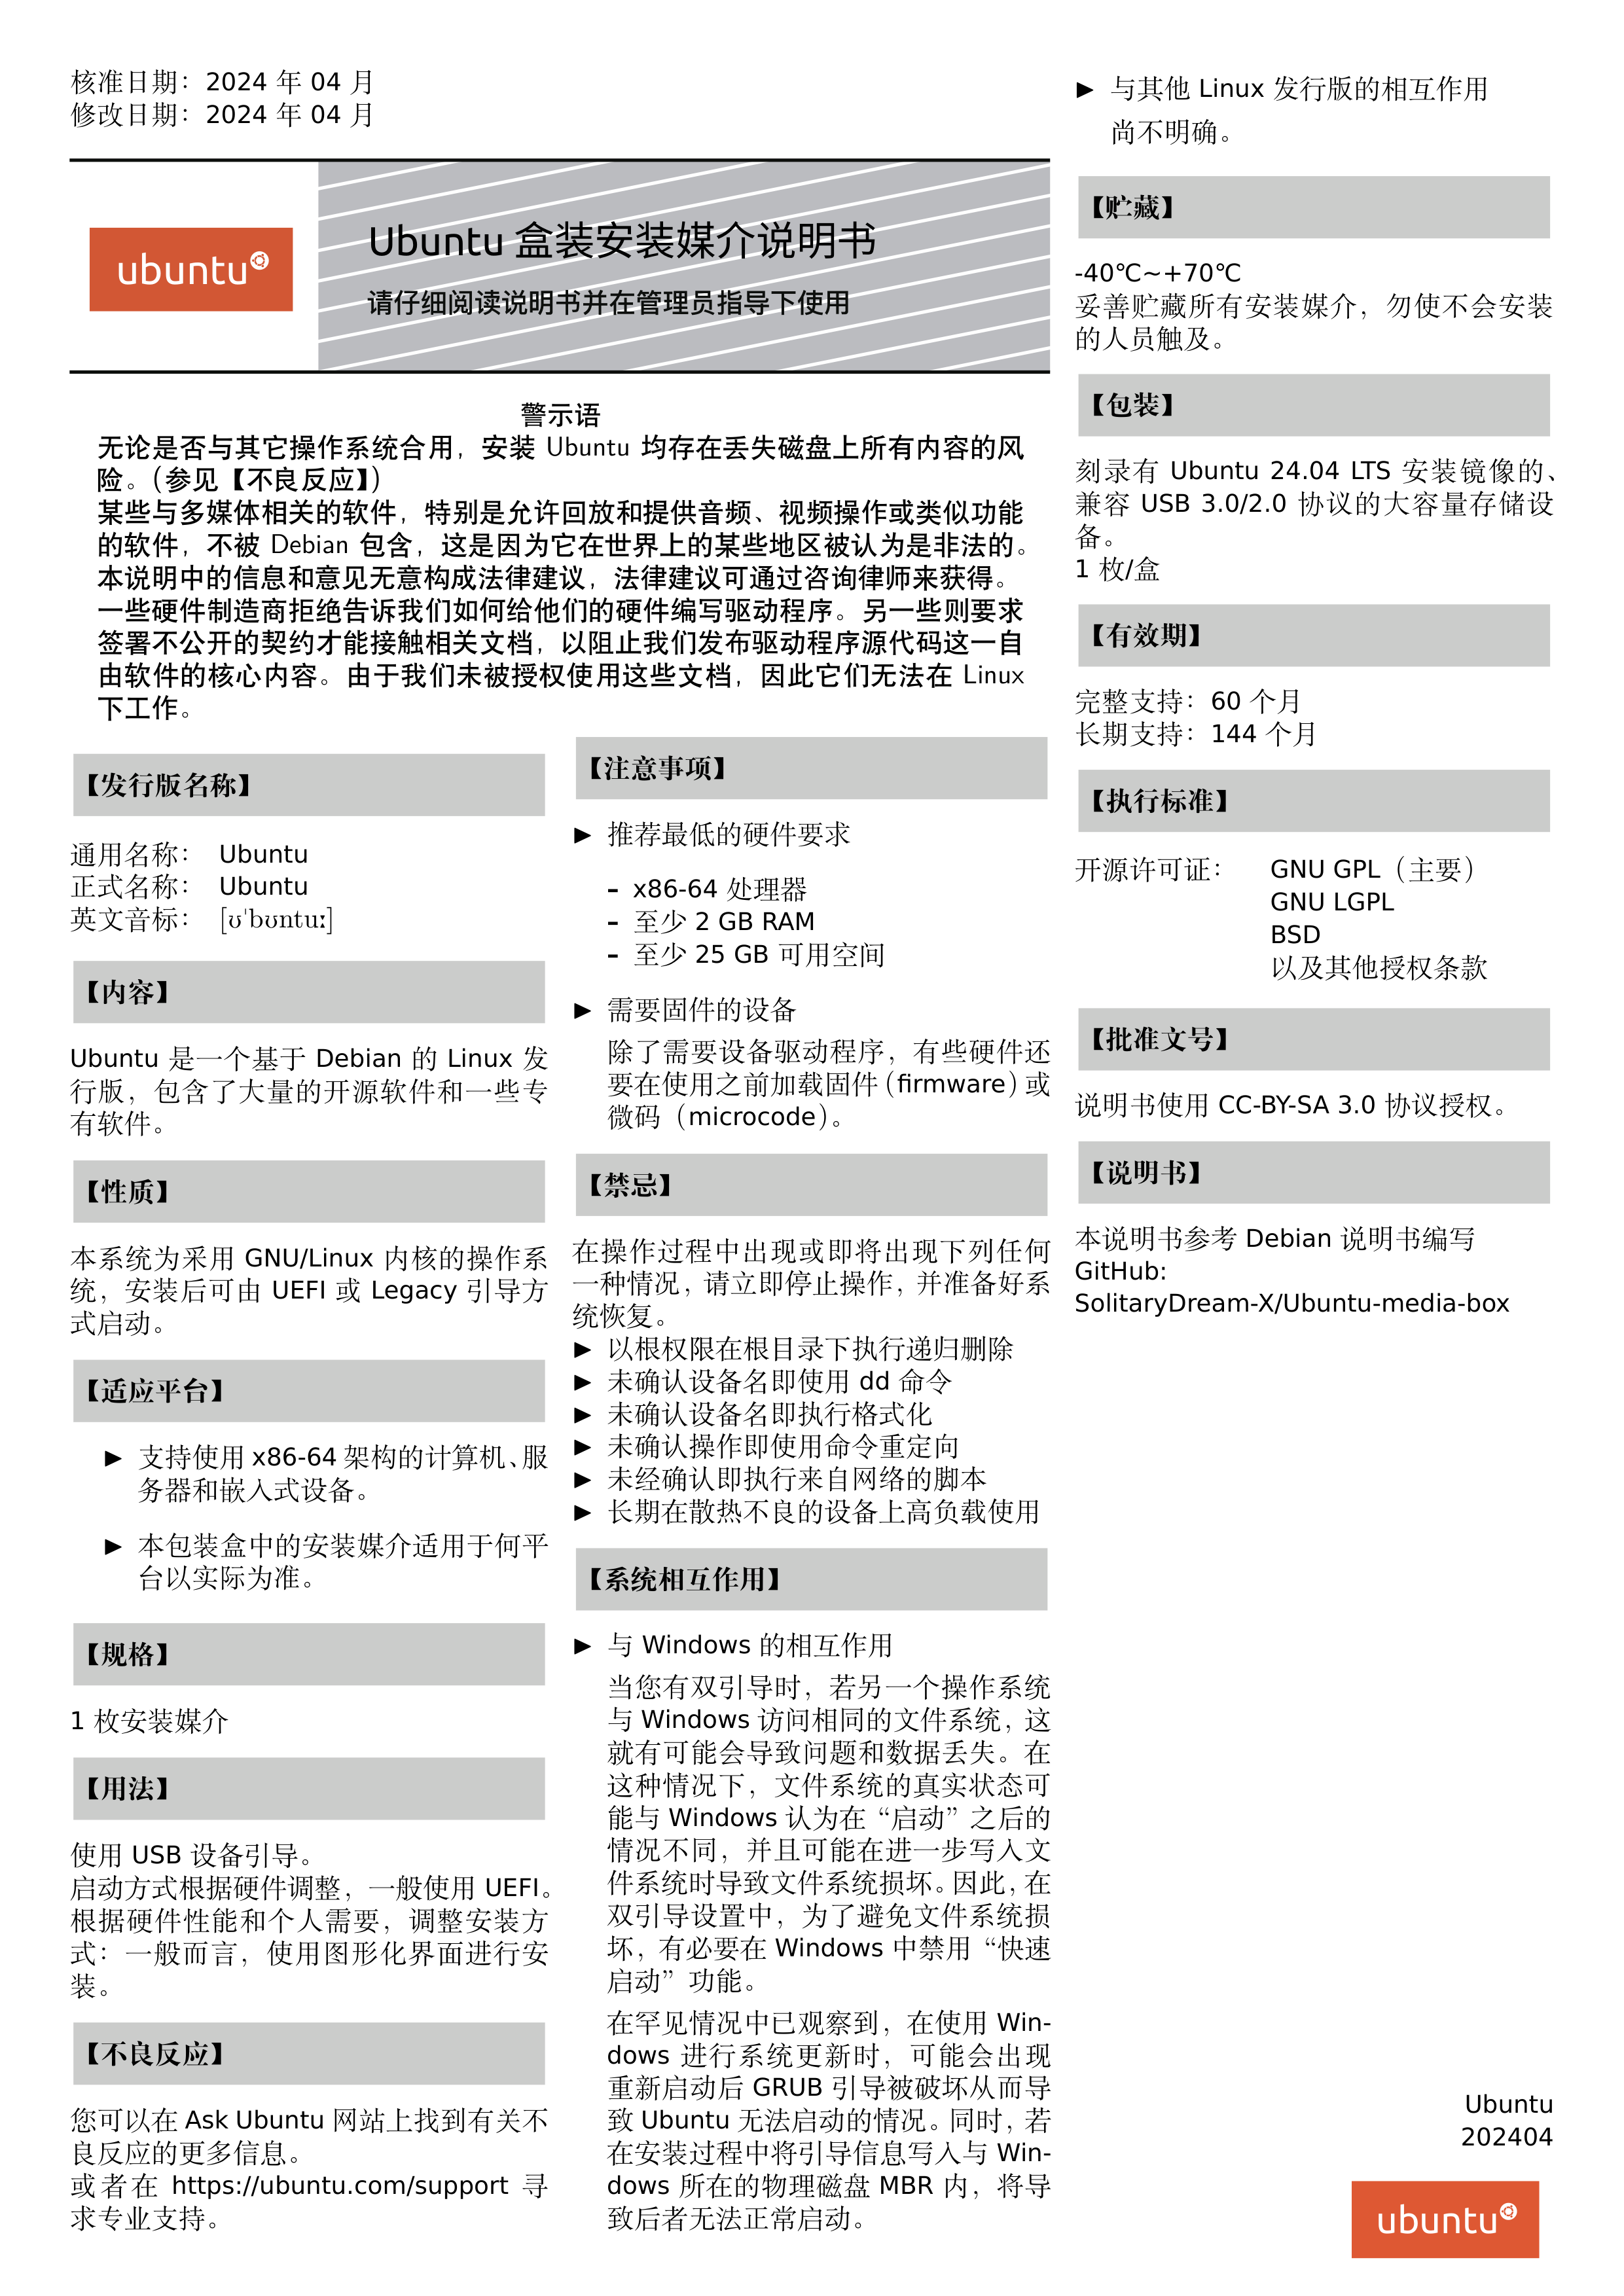 核准日期：2024 年 04 月
修改日期：2024 年 04 月
ubuntu
Ubuntu 盒装安装媒介说明书
请仔细阅读说明书并在管理员指导下使用
警示语
无论是否与其它操作系统合用，安装 Ubuntu 均存在丢失磁盘上所有内容的风
险。（参见【不良反应】）
某些与多媒体相关的软件，特别是允许回放和提供音频、视频操作或类似功能
的软件，不被 Debian 包含，这是因为它在世界上的某些地区被认为是非法的。
本说明中的信息和意见无意构成法律建议，法律建议可通过咨询律师来获得。
一些硬件制造商拒绝告诉我们如何给他们的硬件编写驱动程序。另一些则要求
签署不公开的契约才能接触相关文档，以阻止我们发布驱动程序源代码这一自
由软件的核心内容。由于我们未被授权使用这些文档，因此它们无法在 Linux
下工作。
【发行版名称】
通用名称： Ubuntu
正式名称： Ubuntu
英文音标： [ʊˈbʊntuː]
【内容】
Ubuntu 是一个基于 Debian 的 Linux 发
行版，包含了大量的开源软件和一些专
有软件。
【性质】
本系统为采用 GNU/Linux 内核的操作系
统，安装后可由 UEFI 或 Legacy 引导方
式启动。
【适应平台】
▶ 支持使用 x86-64 架构的计算机、服
务器和嵌入式设备。
▶ 本包装盒中的安装媒介适用于何平
台以实际为准。
【规格】
1 枚安装媒介
【用法】
使用 USB 设备引导。
启动方式根据硬件调整，一般使用 UEFI。
根据硬件性能和个人需要，调整安装方
式：一般而言，使用图形化界面进行安
装。
【不良反应】
您可以在 Ask Ubuntu 网站上找到有关不
良反应的更多信息。
或者在 https://ubuntu.com/support 寻
求专业支持。
【注意事项】
▶ 推荐最低的硬件要求
– x86-64 处理器
– 至少 2 GB RAM
– 至少 25 GB 可用空间
▶ 需要固件的设备
除了需要设备驱动程序，有些硬件还
要在使用之前加载固件（firmware）或
微码（microcode）。
【禁忌】
在操作过程中出现或即将出现下列任何
一种情况，请立即停止操作，并准备好系
统恢复。
▶ 以根权限在根目录下执行递归删除
▶ 未确认设备名即使用 dd 命令
▶ 未确认设备名即执行格式化
▶ 未确认操作即使用命令重定向
▶ 未经确认即执行来自网络的脚本
▶ 长期在散热不良的设备上高负载使用
【系统相互作用】
▶ 与 Windows 的相互作用
当您有双引导时，若另一个操作系统
与 Windows 访问相同的文件系统，这
就有可能会导致问题和数据丢失。在
这种情况下，文件系统的真实状态可
能与 Windows 认为在“启动”之后的
情况不同，并且可能在进一步写入文
件系统时导致文件系统损坏。因此，在
双引导设置中，为了避免文件系统损
坏，有必要在 Windows 中禁用“快速
启动”功能。
在罕见情况中已观察到，在使用 Win-
dows 进行系统更新时，可能会出现
重新启动后 GRUB 引导被破坏从而导
致 Ubuntu 无法启动的情况。同时，若
在安装过程中将引导信息写入与 Win-
dows 所在的物理磁盘 MBR 内，将导
致后者无法正常启动。
▶ 与其他 Linux 发行版的相互作用
尚不明确。
【贮藏】
-40℃~+70℃
妥善贮藏所有安装媒介，勿使不会安装
的人员触及。
【包装】
刻录有 Ubuntu 24.04 LTS 安装镜像的、
兼容 USB 3.0/2.0 协议的大容量存储设
备。
1 枚/盒
【有效期】
完整支持：60 个月
长期支持：144 个月
【执行标准】
开源许可证： GNU GPL（主要）
GNU LGPL
BSD
以及其他授权条款
【批准文号】
说明书使用 CC-BY-SA 3.0 协议授权。
【说明书】
本说明书参考 Debian 说明书编写
GitHub:
SolitaryDream-X/Ubuntu-media-box
Ubuntu
202404
ubuntu